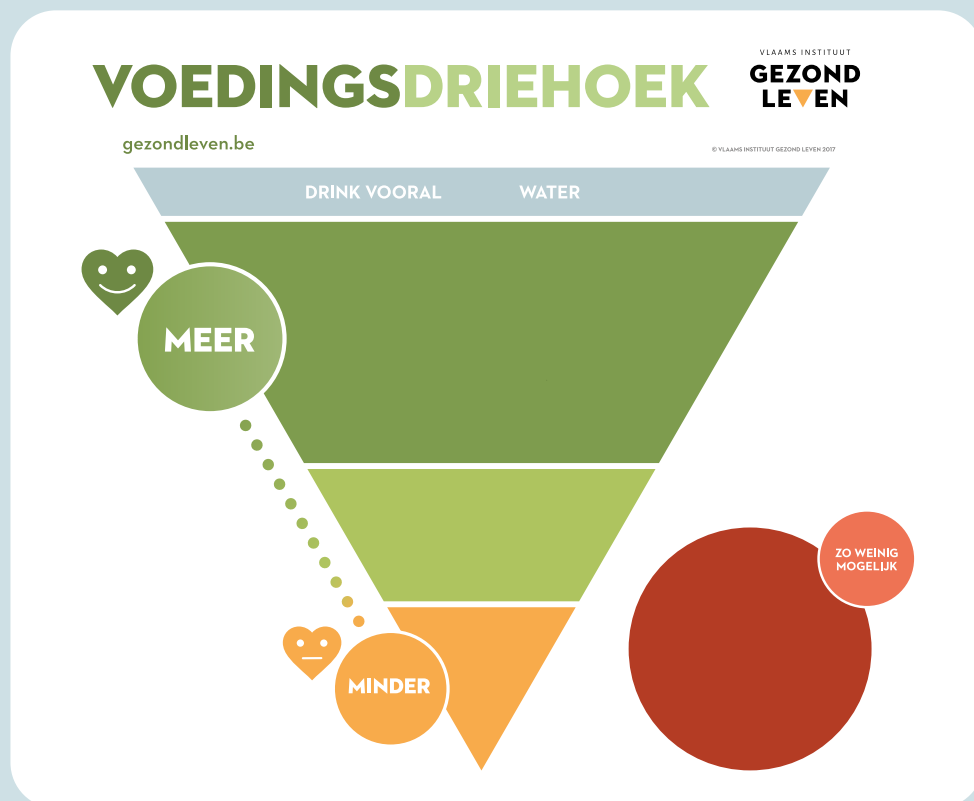 VOEDINGSDRIEHOEK
VLAAMS INSTITUUT
GEZOND
LEVEN
gezondleven.be
© VLAAMS INSTITUUT GEZOND LEVEN 2017
DRINK VOORAL WATER
MEER
ZO WEINIG
MOGELIJK
MINDER